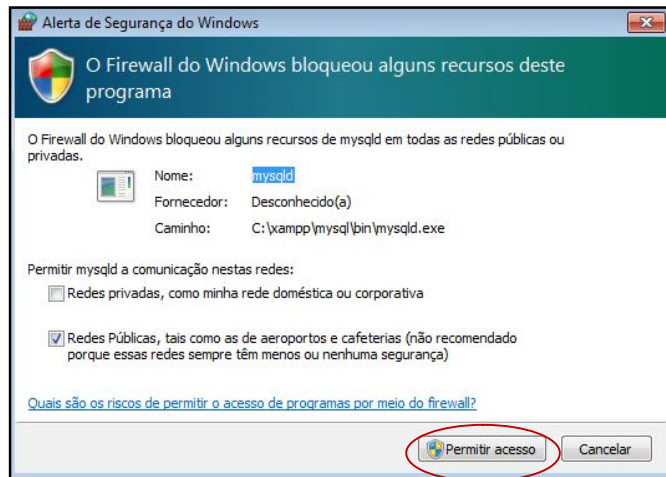 Alerta de Segurança do Windows
O Firewall do Windows bloqueou alguns recursos deste
programa
O Firewall do Windows bloqueou alguns recursos de mysqld em todas as redes públicas ou
privadas.
Nome: mysqld
Fornecedor: Desconhecido(a)
Caminho: C:\xampp\mysql\bin\mysqld.exe
Permitir mysqld a comunicação nestas redes:
Redes privadas, como minha rede doméstica ou corporativa
Redes Públicas, tais como as de aeroportos e cafeterias (não recomendado
porque essas redes sempre têm menos ou nenhuma segurança)
Quais são os riscos de permitir o acesso de programas por meio do firewall?
Permitir acesso Cancelar